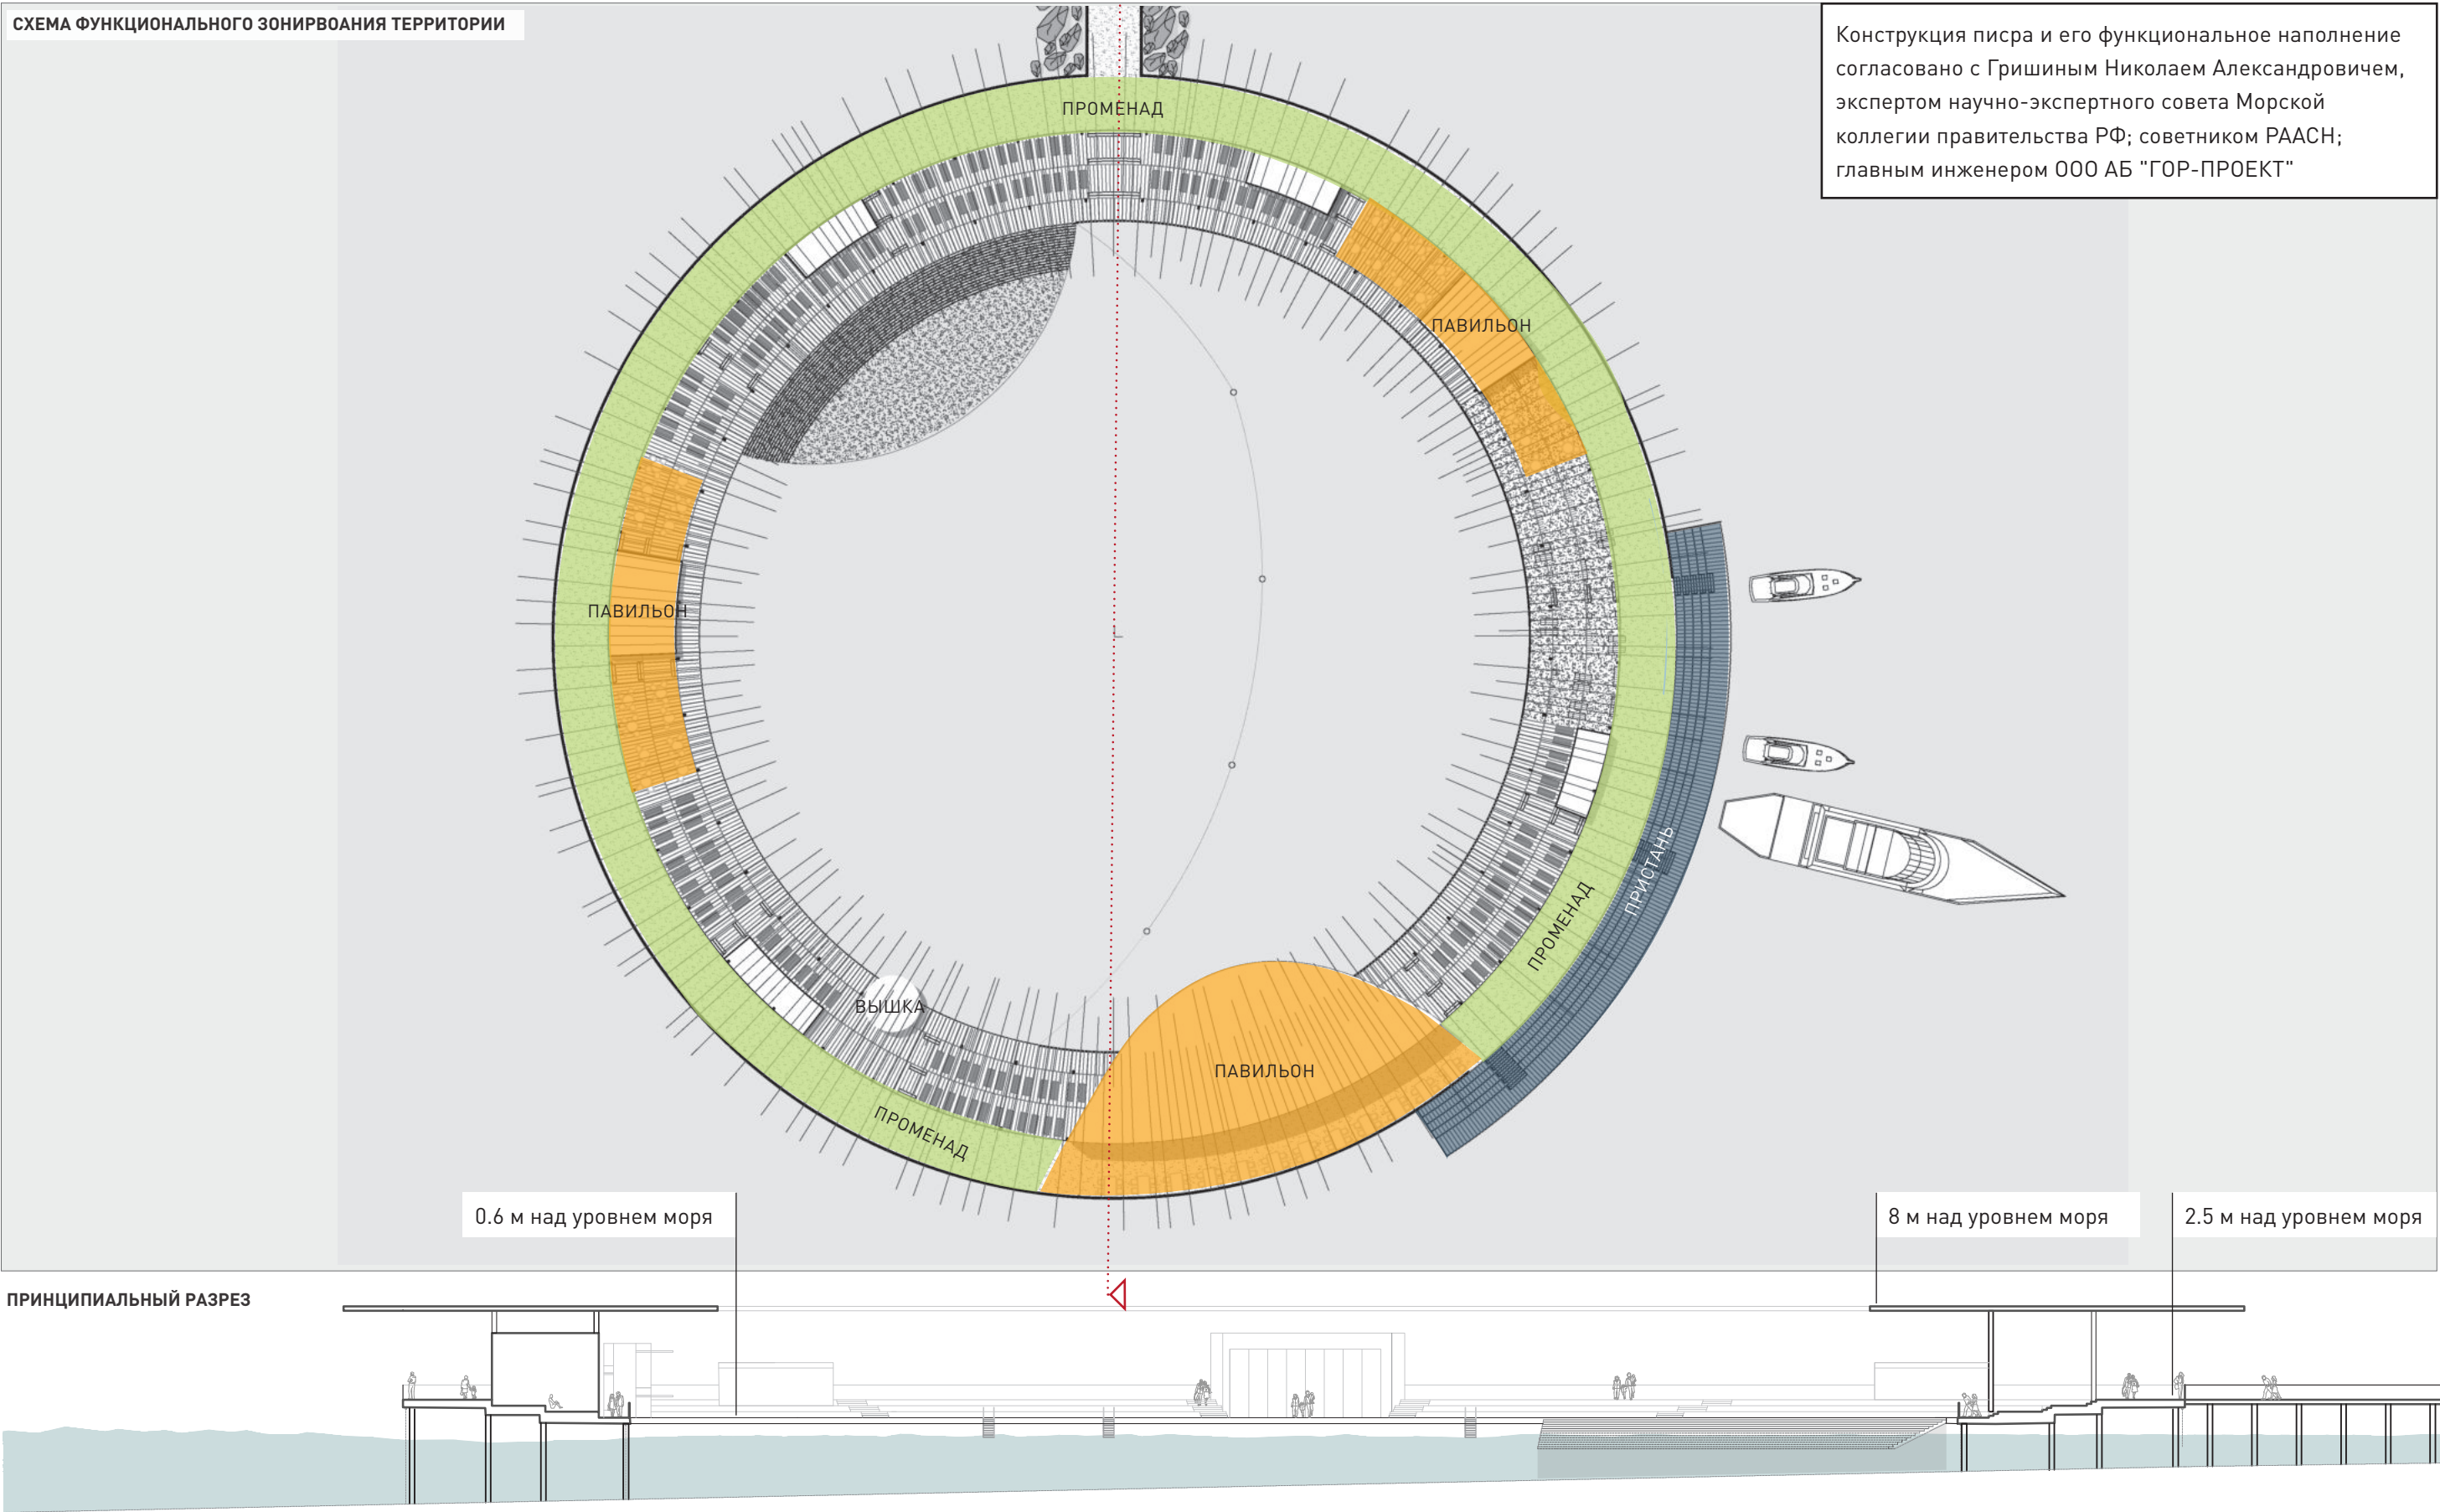 СХЕМА ФУНКЦИОНАЛЬНОГО ЗОНИРВОАНИЯ ТЕРРИТОРИИ
Конструкция писра и его функциональное наполнение
согласовано с Гришиным Николаем Александровичем,
экспертом научно-экспертного совета Морской
коллегии правительства РФ; советником РААСН;
главным инженером ООО АБ "ГОР-ПРОЕКТ"
ПРОМЕНАД
ПАВИЛЬОН
ПАВИЛЬОН
ПРИСТАНЬ
ПРОМЕНАД
ВЫШКА
ПАВИЛЬОН
ПРОМЕНАД
0.6 м над уровнем моря
8 м над уровнем моря
2.5 м над уровнем моря
ПРИНЦИПИАЛЬНЫЙ РАЗРЕЗ